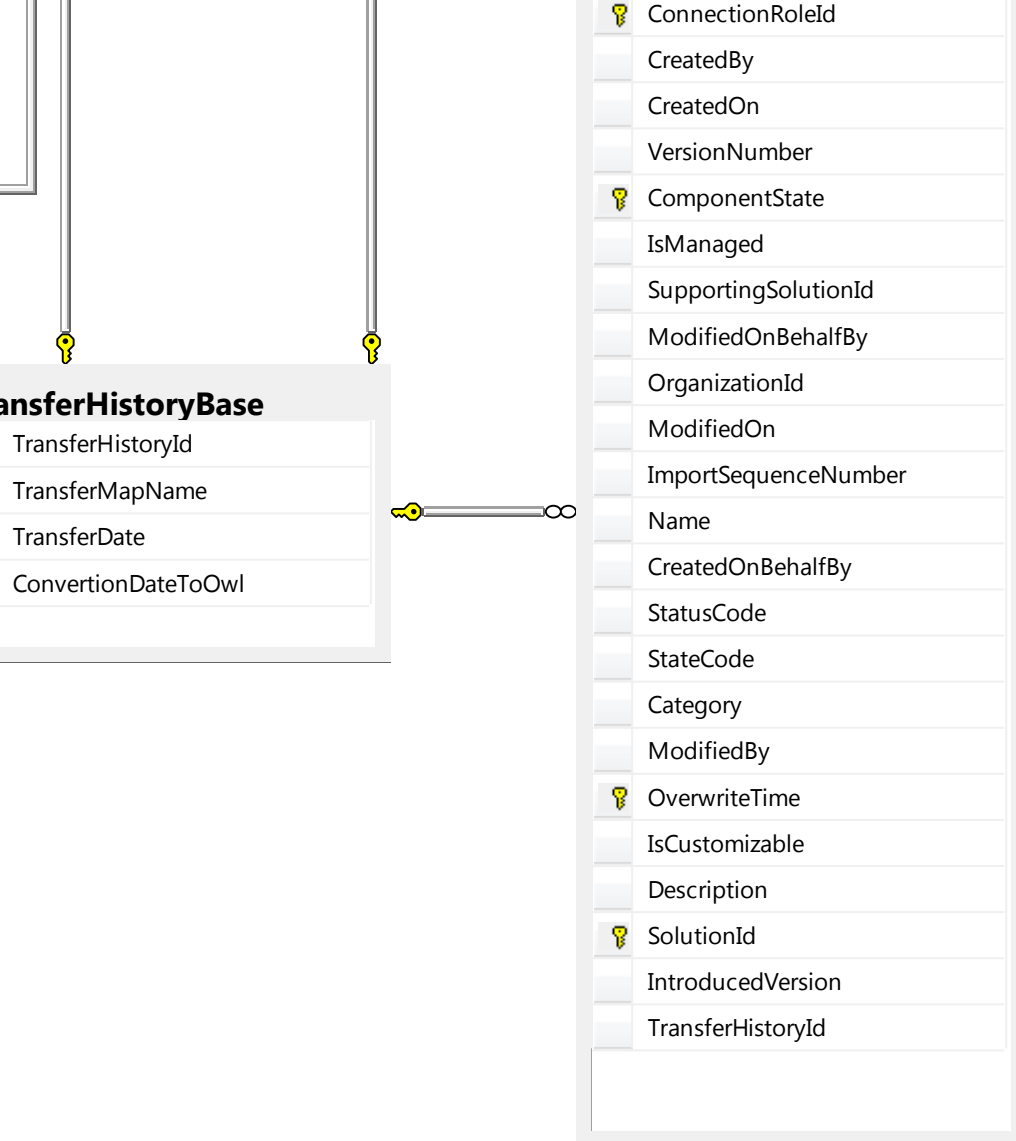 ansferHistoryBase
TransferHistoryId
TransferMapName
TransferDate
ConvertionDateToOwl
ConnectionRoleId
CreatedBy
CreatedOn
VersionNumber
ComponentState
IsManaged
SupportingSolutionId
ModifiedOnBehalfBy
OrganizationId
ModifiedOn
ImportSequenceNumber
Name
CreatedOnBehalfBy
StatusCode
StateCode
Category
ModifiedBy
OverwriteTime
IsCustomizable
Description
SolutionId
IntroducedVersion
TransferHistoryId